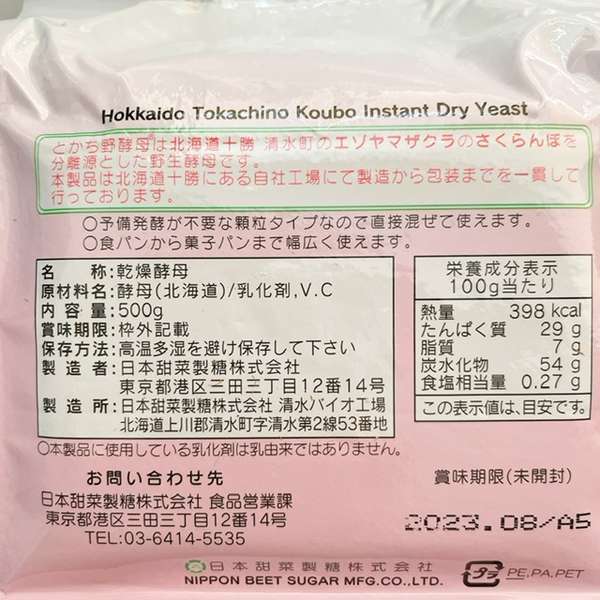 Hokkaido Tokachino Koubo Instant Dry Yeast
とかち野酵母は北海道十勝 清水町のエゾヤマザクラのさくらんぼを
分離源とした野生酵母です。
本製品は北海道十勝にある自社工場にて製造から包装までを一貫して
行っております。
○予備発酵が不要な顆粒タイプなので直接混ぜて使えます。
○食パンから菓子パンまで幅広く使えます。
名 称:乾燥酵母
原材料名:酵母(北海道)/乳化剤,V.C
内 容 量:500g
賞味期限:枠外記載
保存方法:高温多湿を避け保存して下さい
製 造 者:日本甜菜製糖株式会社
東京都港区三田三丁目12番14号
製 造 所:日本甜菜製糖株式会社 清水バイオ工場
北海道上川郡清水町字清水第2線53番地
栄養成分表示
100g当たり
熱量 398 kcal
たんぱく質 29 g
脂質 7 g
炭水化物 54 g
食塩相当量 0.27 g
この表示値は、目安です。
○本製品に使用している乳化剤は乳由来ではありません。
お問い合わせ先
日本甜菜製糖株式会社 食品営業課
東京都港区三田三丁目12番14号
TEL:03-6414-5535
賞味期限(未開封)
2023.08/A5
日本甜菜製糖株式会社
NIPPON BEET SUGAR MFG.CO.,LTD.
プラ PE,PA,PET